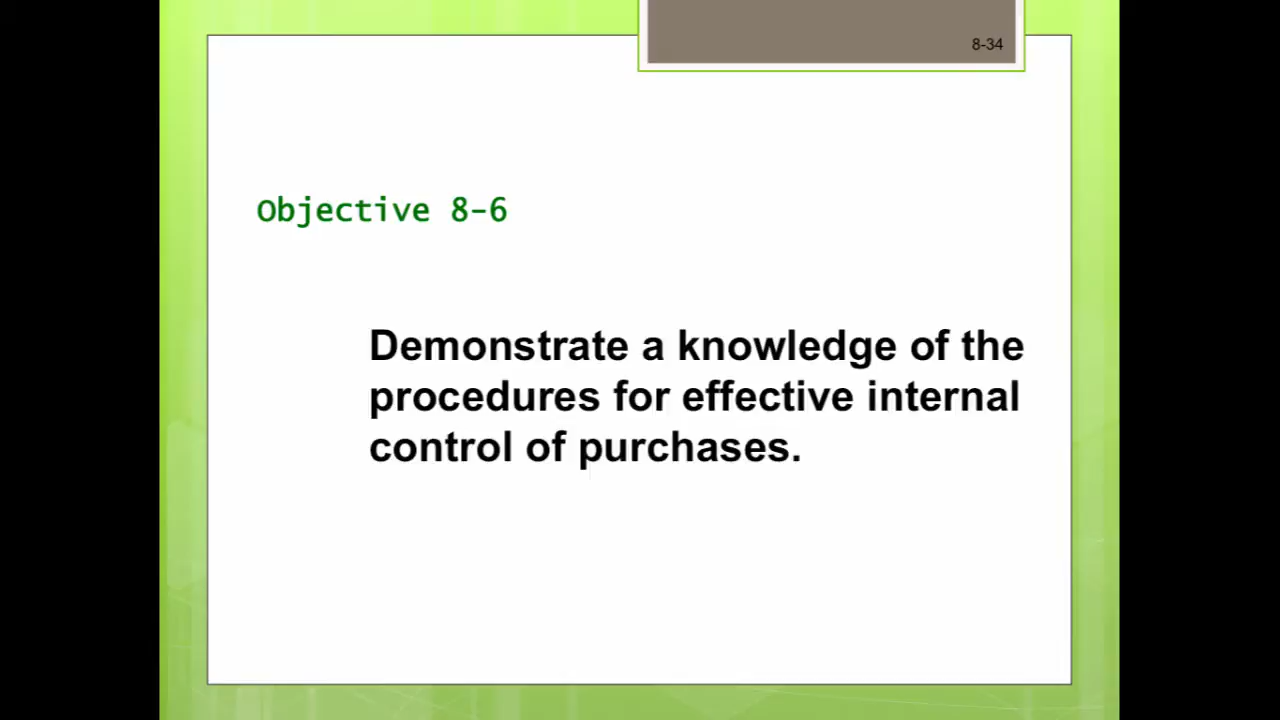 8-34
Objective 8-6
Demonstrate a knowledge of the
procedures for effective internal
control of purchases.